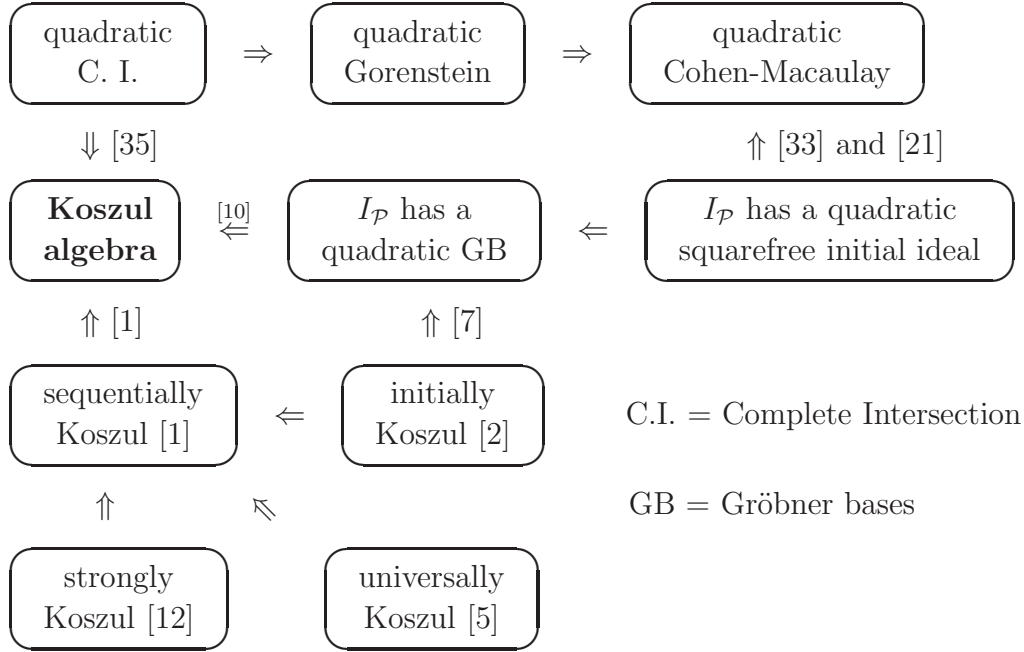 quadratic
C. I.
⇒
quadratic
Gorenstein
⇒
quadratic
Cohen-Macaulay
⇓ [35]
⇑ [33] and [21]
Koszul
algebra
[10]
⇐
I_P has a
quadratic GB
⇐
I_P has a quadratic
squarefree initial ideal
⇑ [1]
⇑ [7]
sequentially
Koszul [1]
⇐
initially
Koszul [2]
C.I. = Complete Intersection
⇑
⇖
GB = Gröbner bases
strongly
Koszul [12]
universally
Koszul [5]